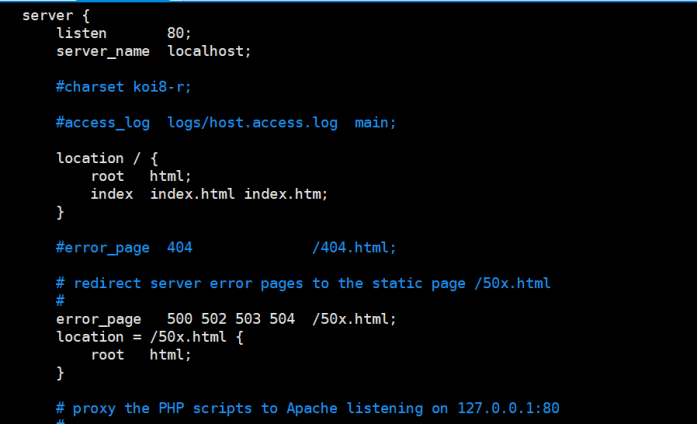 server {
    listen       80;
    server_name  localhost;
    #charset koi8-r;
    #access_log  logs/host.access.log  main;
    location / {
        root   html;
        index  index.html index.htm;
    }
    #error_page  404              /404.html;
    # redirect server error pages to the static page /50x.html
    #
    error_page   500 502 503 504  /50x.html;
    location = /50x.html {
        root   html;
    }
    # proxy the PHP scripts to Apache listening on 127.0.0.1:80
    #